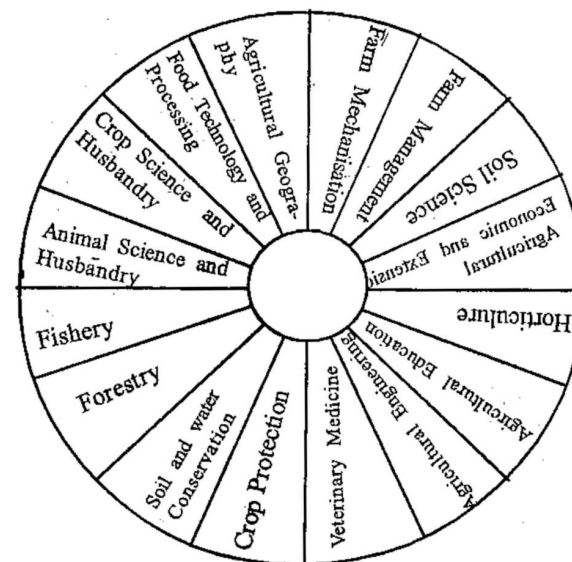 Agricultural Geogra-
phy
Farm Mechanisation
Farm Management
Soil Science
Agricultural
Economic and Extensic
Horticulure
Agricultural Education
Agricultural Engineering
Veterinary Medicine
Crop Protection
Soil and water
Conservation
Forestry
Fishery
Animal Science and
Husbandry
Crop Science and
Husbandry
Food Technology and
Processing